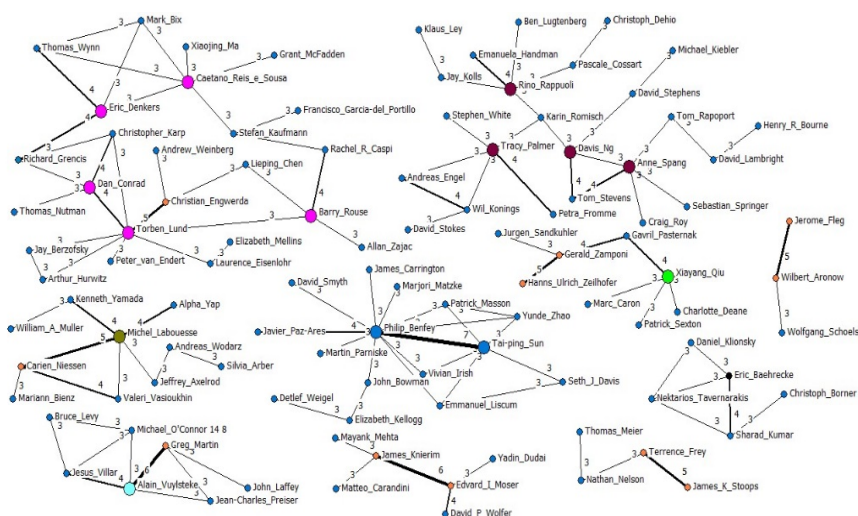 Mark_Bix
Thomas_Wynn
Xiaojing_Ma
Grant_McFadden
Caetano_Reis_e_Sousa
Eric_Denkers
Francisco_Garcia-del_Portillo
Christopher_Karp
Stefan_Kaufmann
Andrew_Weinberg
Rachel_R_Caspi
Richard_Grencis
Lieping_Chen
Dan_Conrad
Christian_Engwerda
Thomas_Nutman
Barry_Rouse
Torben_Lund
Jay_Berzofsky
Elizabeth_Mellins
Allan_Zajac
Peter_van_Endert
Laurence_Eisenlohr
Arthur_Hurwitz
Klaus_Ley
Ben_Lugtenberg
Christoph_Dehio
Emanuela_Handman
Michael_Kiebler
Pascale_Cossart
Jay_Kolls
Rino_Rappuoli
David_Stephens
Stephen_White
Karin_Romisch
Tom_Rapoport
Henry_R_Bourne
Tracy_Palmer
Davis_Ng
Anne_Spang
David_Lambright
Andreas_Engel
Tom_Stevens
Sebastian_Springer
Wil_Konings
Petra_Fromme
David_Stokes
Craig_Roy
Jurgen_Sandkuhler
Gavril_Pasternak
Jerome_Fleg
Gerald_Zamponi
Hanns_Ulrich_Zeilhofer
Xiayang_Qiu
Wilbert_Aronow
Marc_Caron
Charlotte_Deane
Patrick_Sexton
Wolfgang_Schoels
Kenneth_Yamada
Alpha_Yap
William_A_Muller
Michel_Labouesse
Andreas_Wodarz
Carien_Niessen
Silvia_Arber
Jeffrey_Axelrod
Mariann_Bienz
Valeri_Vasioukhin
David_Smyth
James_Carrington
Marjori_Matzke
Patrick_Masson
Yunde_Zhao
Javier_Paz-Ares
Philip_Benfey
Tai-ping_Sun
Martin_Parniske
Vivian_Irish
John_Bowman
Seth_J_Davis
Detlef_Weigel
Emmanuel_Liscum
Elizabeth_Kellogg
Daniel_Klionsky
Eric_Baehrecke
Nektarios_Tavernarakis
Christoph_Borner
Sharad_Kumar
Bruce_Levy
Michael_O'Connor 14 8
Greg_Martin
Jesus_Villar
Alain_Vuylsteke
John_Laffey
Jean-Charles_Preiser
Mayank_Mehta
James_Knierim
Yadin_Dudai
Matteo_Carandini
Edvard_I_Moser
David_P_Wolfer
Thomas_Meier
Terrence_Frey
Nathan_Nelson
James_K_Stoops